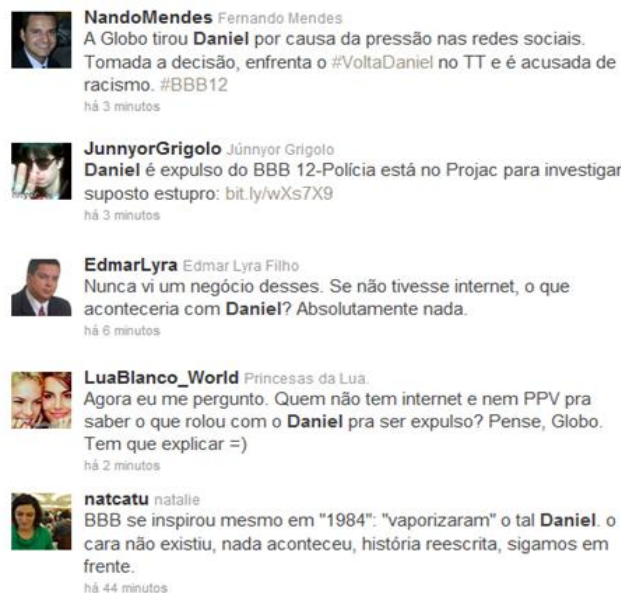 NandoMendes Fernando Mendes
A Globo tirou Daniel por causa da pressão nas redes sociais.
Tomada a decisão, enfrenta o #VoltaDaniel no TT e é acusada de
racismo. #BBB12
há 3 minutos
JunnyorGrigolo Júnnyor Grigolo
Daniel é expulso do BBB 12-Polícia está no Projac para investigar
suposto estupro: bit.ly/wXs7X9
há 3 minutos
EdmarLyra Edmar Lyra Filho
Nunca vi um negócio desses. Se não tivesse internet, o que
aconteceria com Daniel? Absolutamente nada.
há 6 minutos
LuaBlanco_World Princesas da Lua.
Agora eu me pergunto. Quem não tem internet e nem PPV pra
saber o que rolou com o Daniel pra ser expulso? Pense, Globo.
Tem que explicar =)
há 2 minutos
natcatu natalie
BBB se inspirou mesmo em "1984": "vaporizaram" o tal Daniel. o
cara não existiu, nada aconteceu, história reescrita, sigamos em
frente.
há 44 minutos